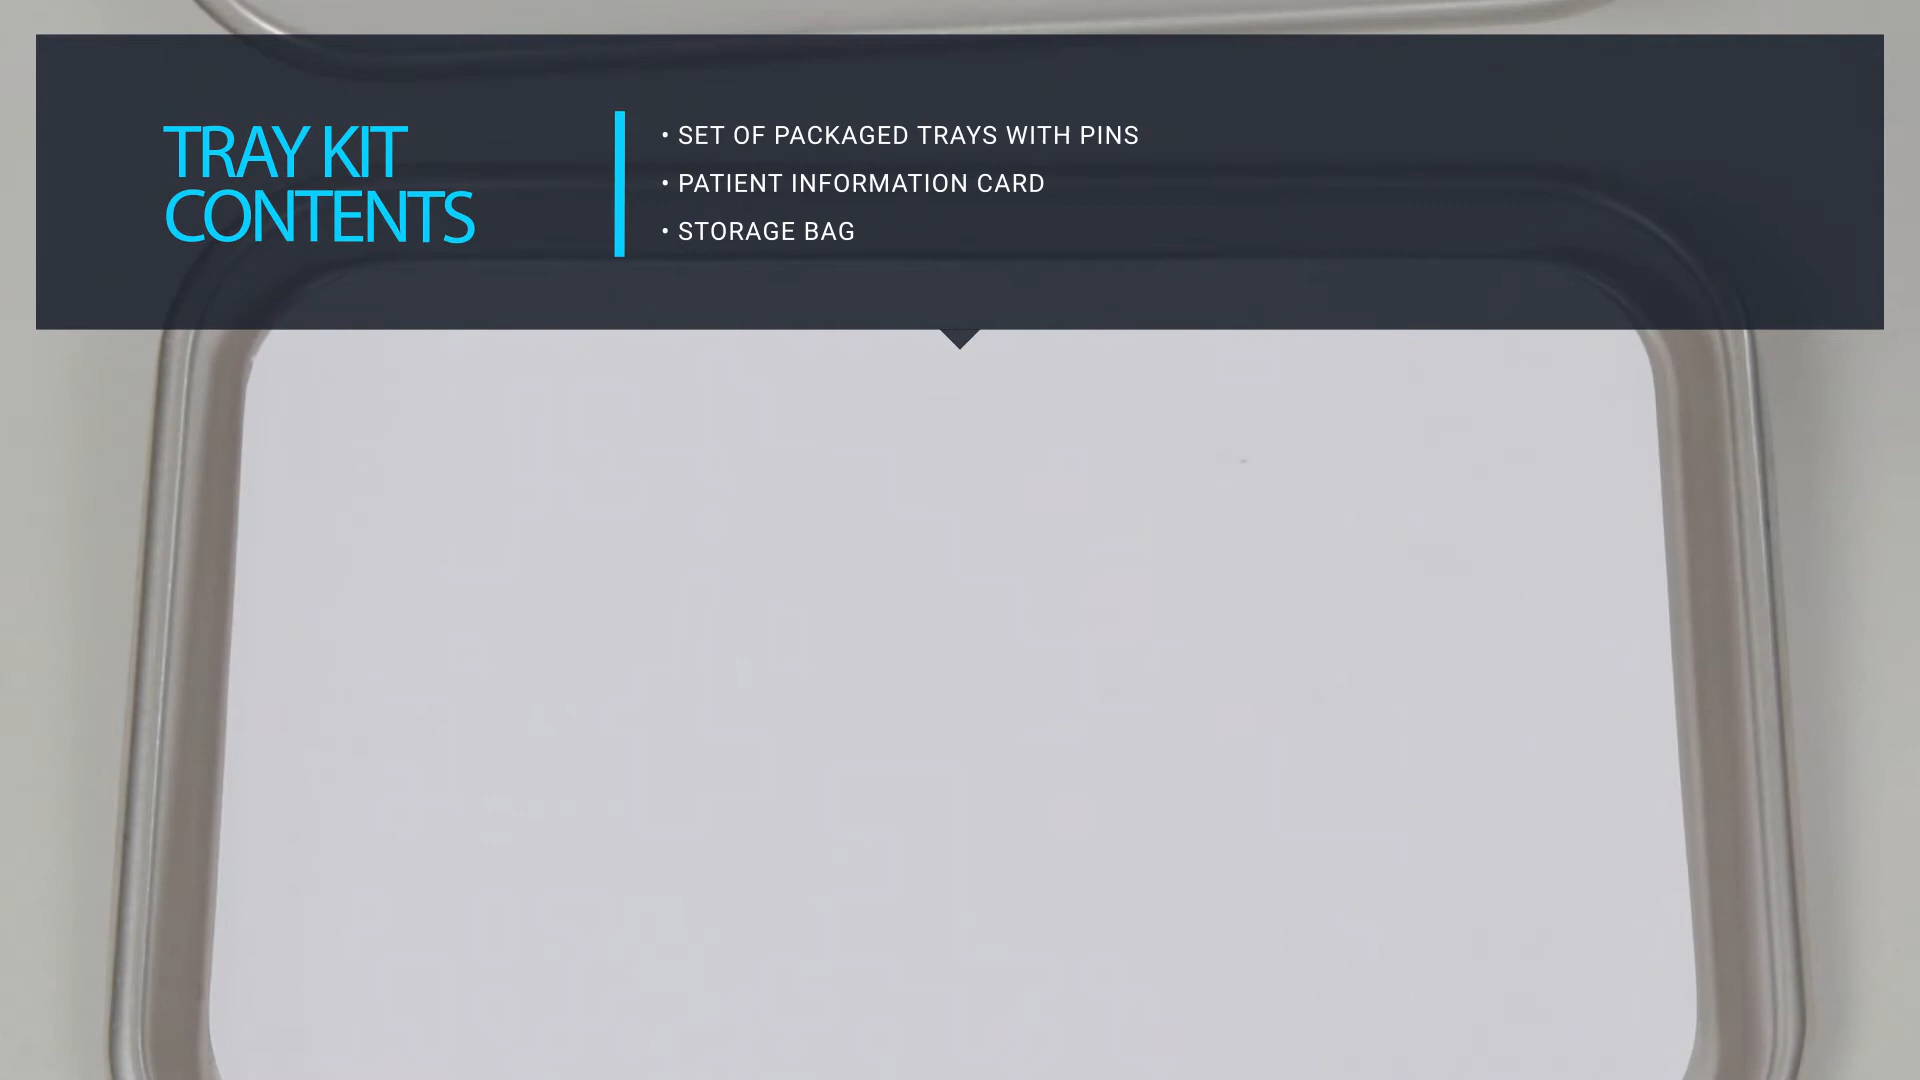 TRAY KIT
CONTENTS
• SET OF PACKAGED TRAYS WITH PINS
• PATIENT INFORMATION CARD
• STORAGE BAG